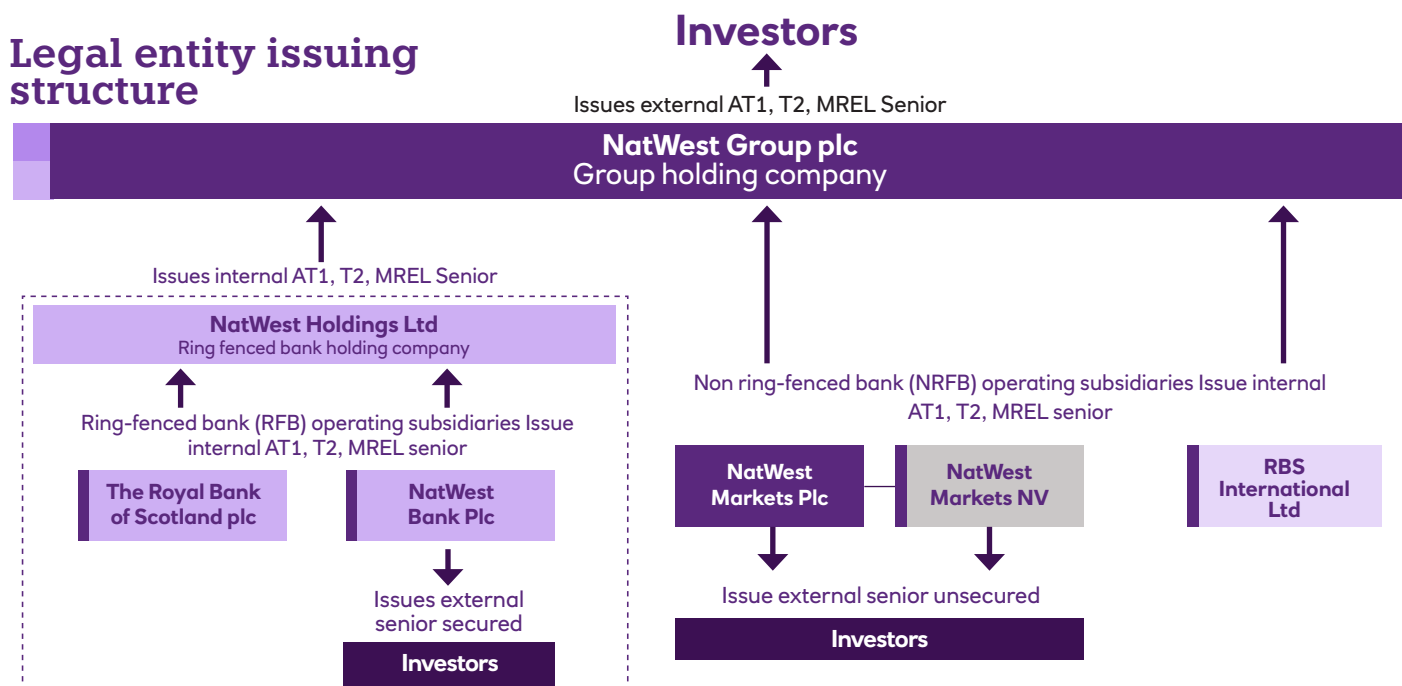 Legal entity issuing
structure
Investors
Issues external AT1, T2, MREL Senior
NatWest Group plc
Group holding company
Issues internal AT1, T2, MREL Senior
NatWest Holdings Ltd
Ring fenced bank holding company
Ring-fenced bank (RFB) operating subsidiaries Issue
internal AT1, T2, MREL senior
The Royal Bank
of Scotland plc
NatWest
Bank Plc
Issues external
senior secured
Investors
Non ring-fenced bank (NRFB) operating subsidiaries Issue internal
AT1, T2, MREL senior
NatWest
Markets Plc
NatWest
Markets NV
RBS
International
Ltd
Issue external senior unsecured
Investors